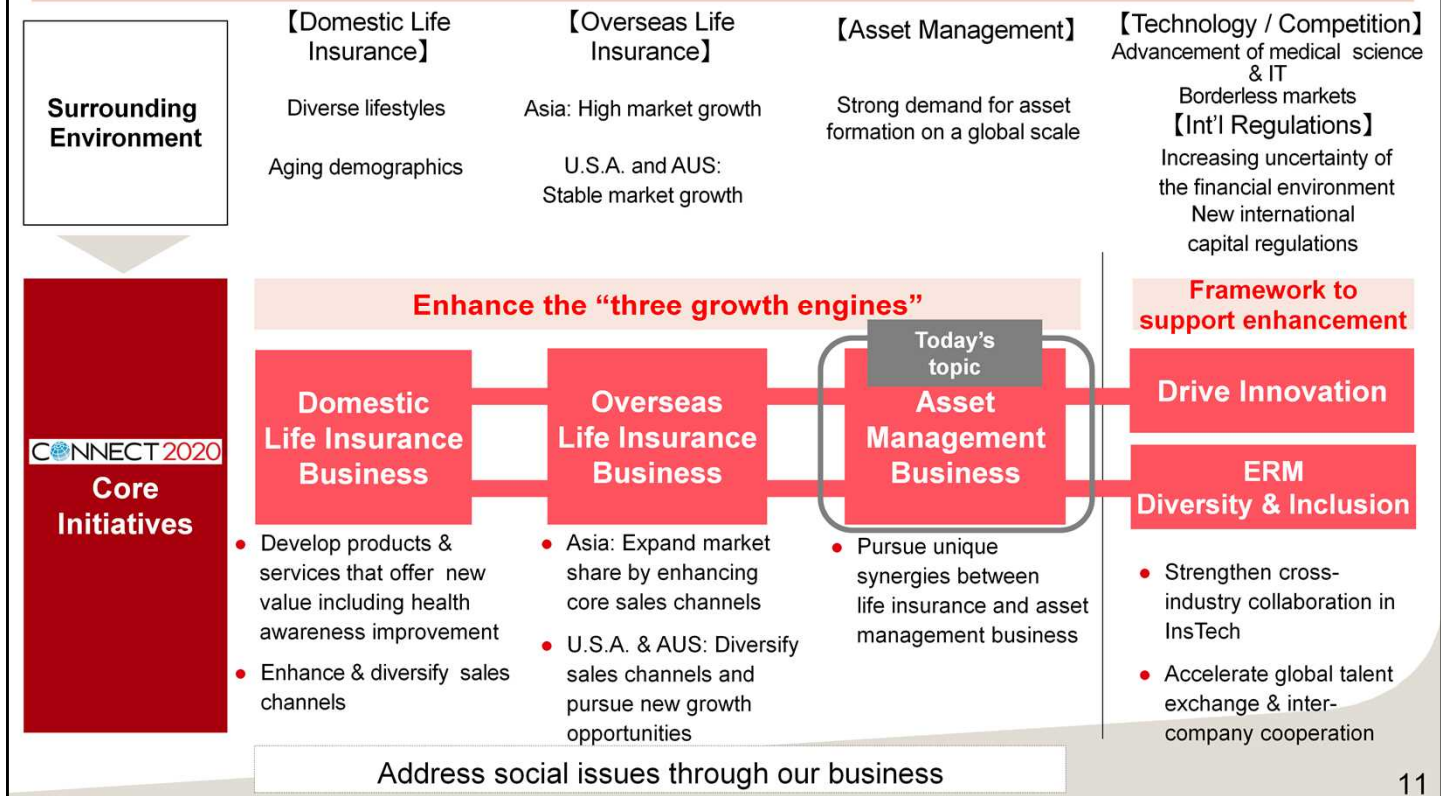 Surrounding
Environment
【Domestic Life
Insurance】
Diverse lifestyles
Aging demographics
【Overseas Life
Insurance】
Asia: High market growth
U.S.A. and AUS:
Stable market growth
【Asset Management】
Strong demand for asset
formation on a global scale
【Technology / Competition】
Advancement of medical science
& IT
Borderless markets
【Int'l Regulations】
Increasing uncertainty of
the financial environment
New international
capital regulations
CONNECT2020
Core
Initiatives
Enhance the “three growth engines”
Framework to
support enhancement
Domestic
Life Insurance
Business
Overseas
Life Insurance
Business
Today's
topic
Asset
Management
Business
Drive Innovation
ERM
Diversity & Inclusion
● Develop products &
services that offer new
value including health
awareness improvement
● Enhance & diversify sales
channels
● Asia: Expand market
share by enhancing
core sales channels
● U.S.A. & AUS: Diversify
sales channels and
pursue new growth
opportunities
● Pursue unique
synergies between
life insurance and asset
management business
● Strengthen cross-
industry collaboration in
InsTech
● Accelerate global talent
exchange & inter-
company cooperation
Address social issues through our business
11